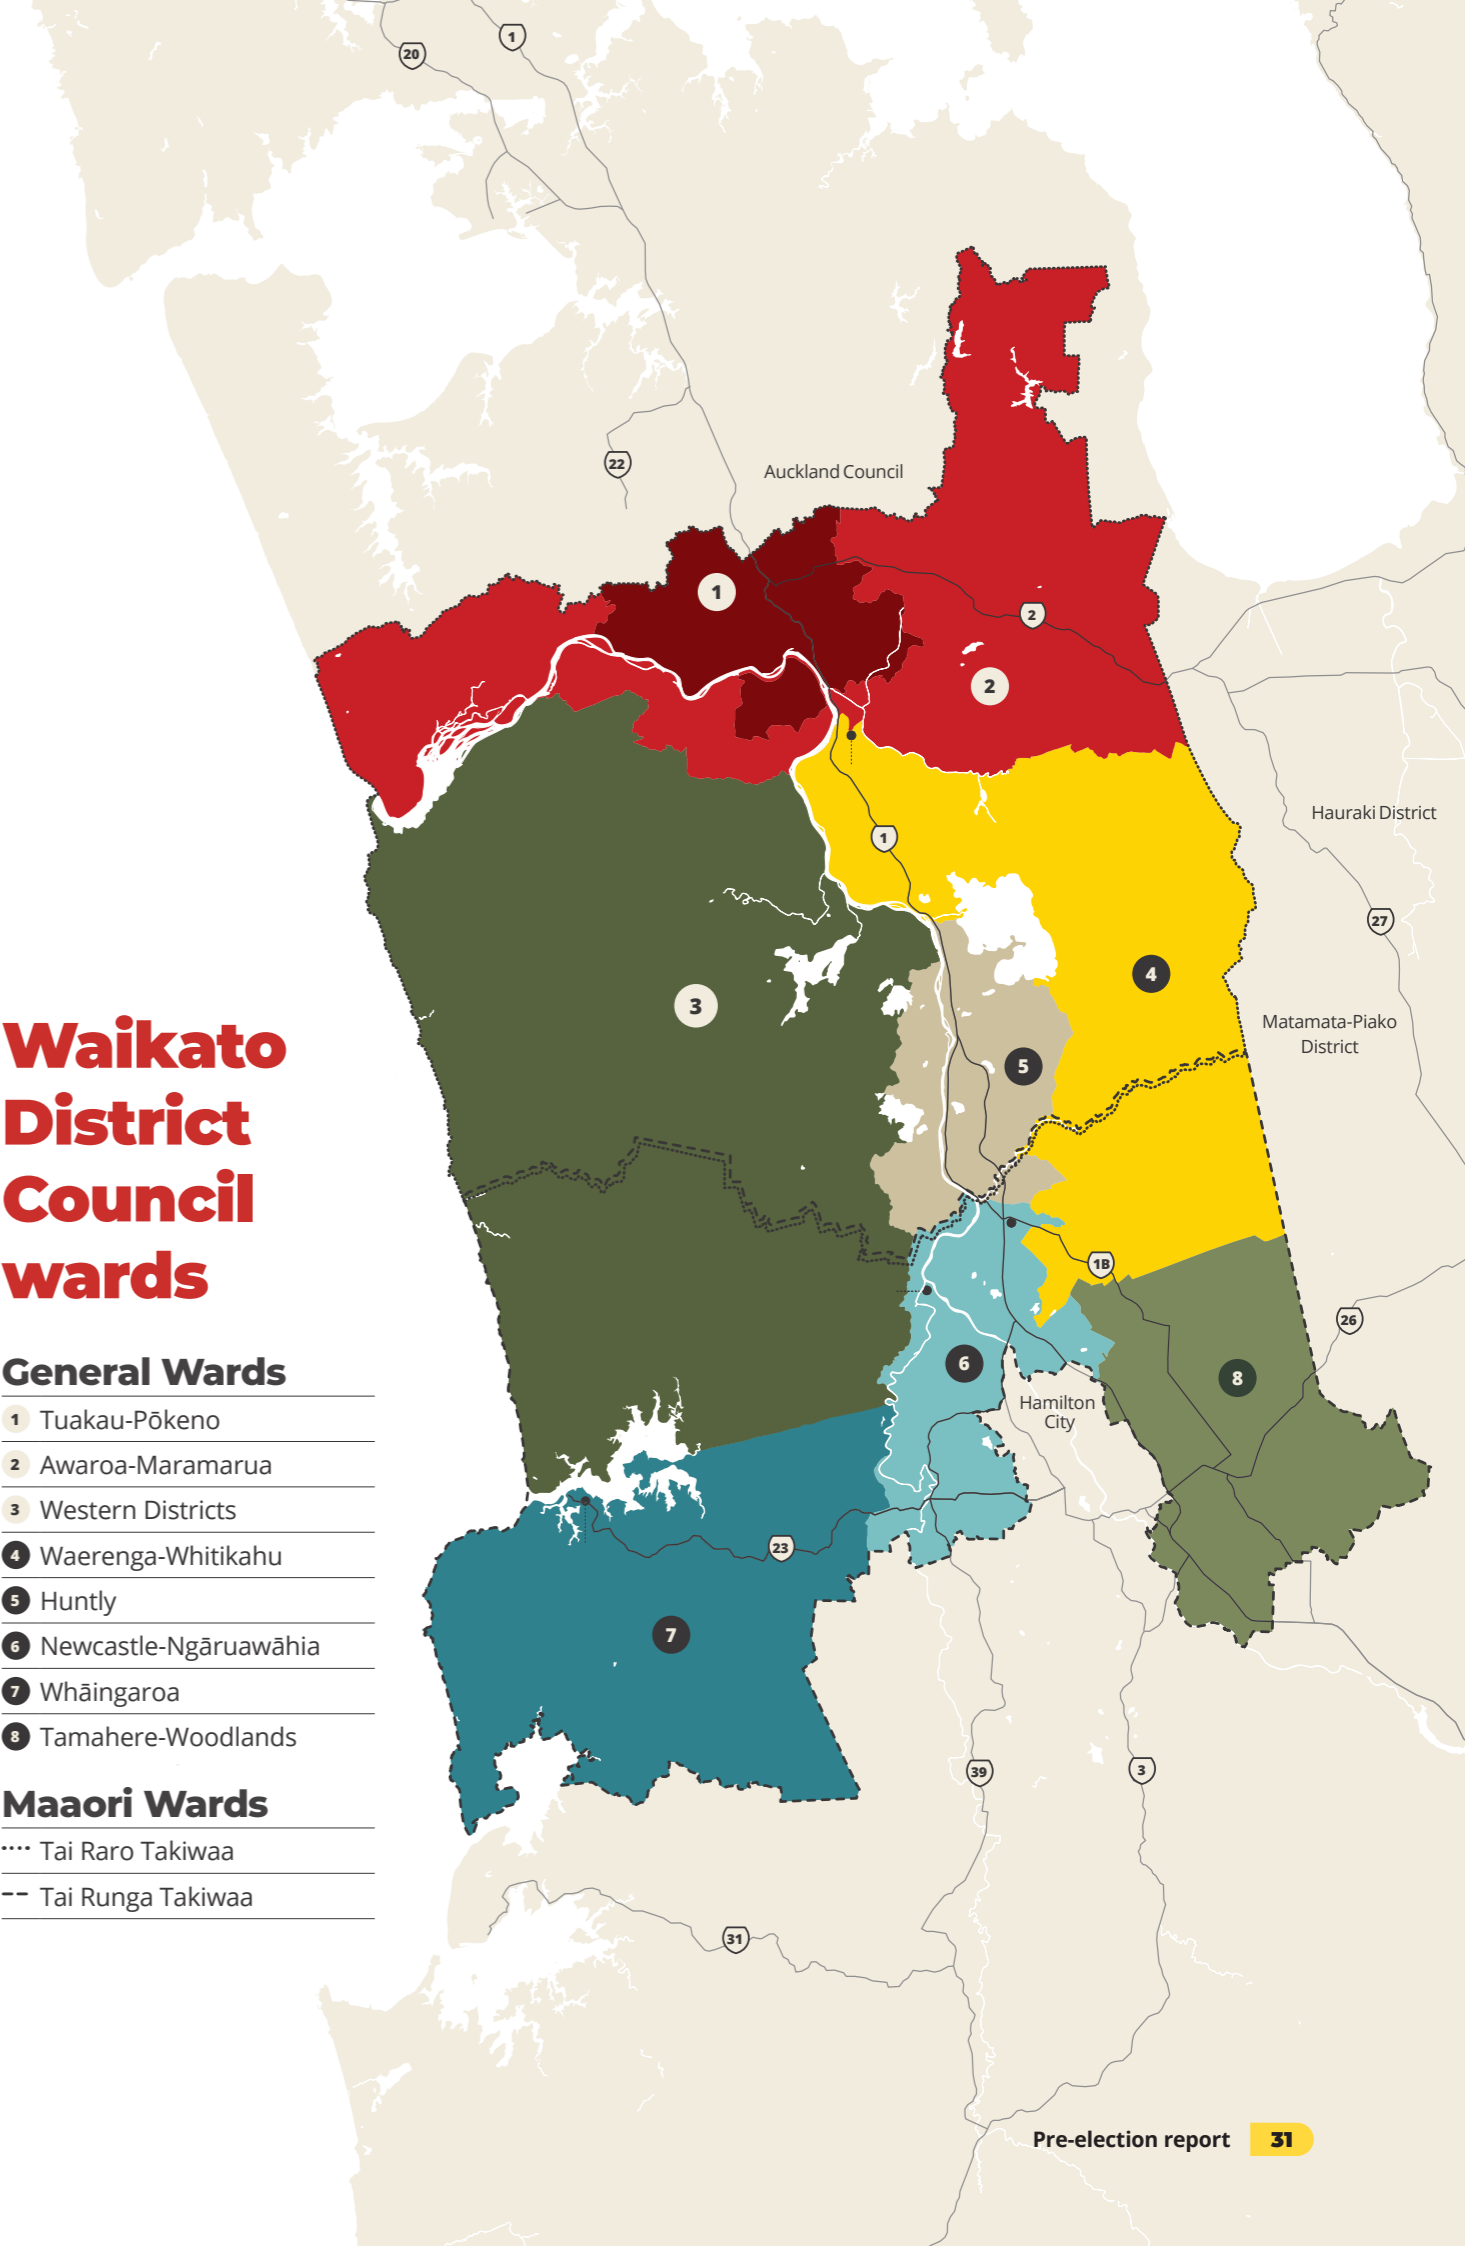 20
1
22
Auckland Council
1
2
2
Hauraki District
1
27
4
3
Matamata-Piako
District
5
Waikato
District
Council
wards
1B
26
6
8
Hamilton
City
General Wards
1 Tuakau-Pōkeno
2 Awaroa-Maramarua
3 Western Districts
4 Waerenga-Whitikahu
5 Huntly
6 Newcastle-Ngāruawāhia
7 Whāingaroa
8 Tamahere-Woodlands
23
7
39
3
Maaori Wards
Tai Raro Takiwaa
Tai Runga Takiwaa
31
Pre-election report 31